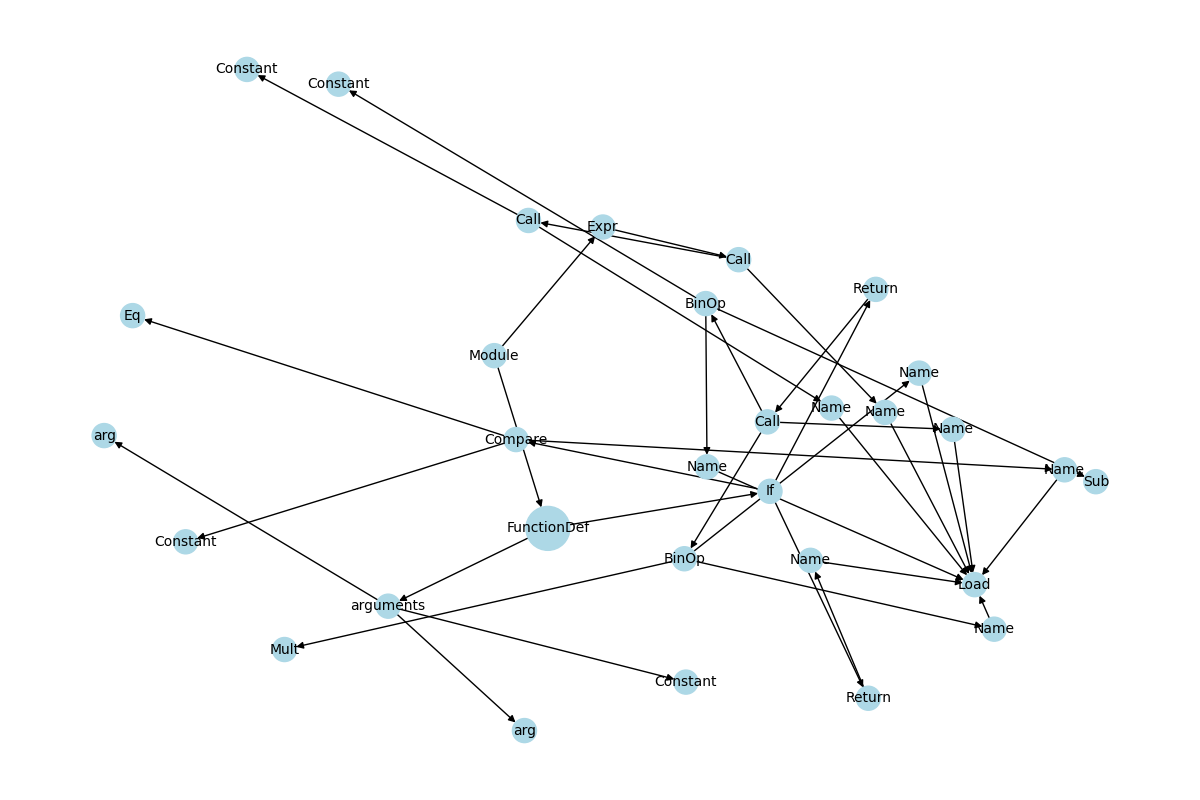 Constant
Constant
Call
Expr
Call
Return
BinOp
Eq
Module
Name
Name
Name
Call
Name
arg
Compare
Name
Name
Sub
If
FunctionDef
Constant
BinOp
Name
Load
arguments
Name
Mult
Constant
Return
arg